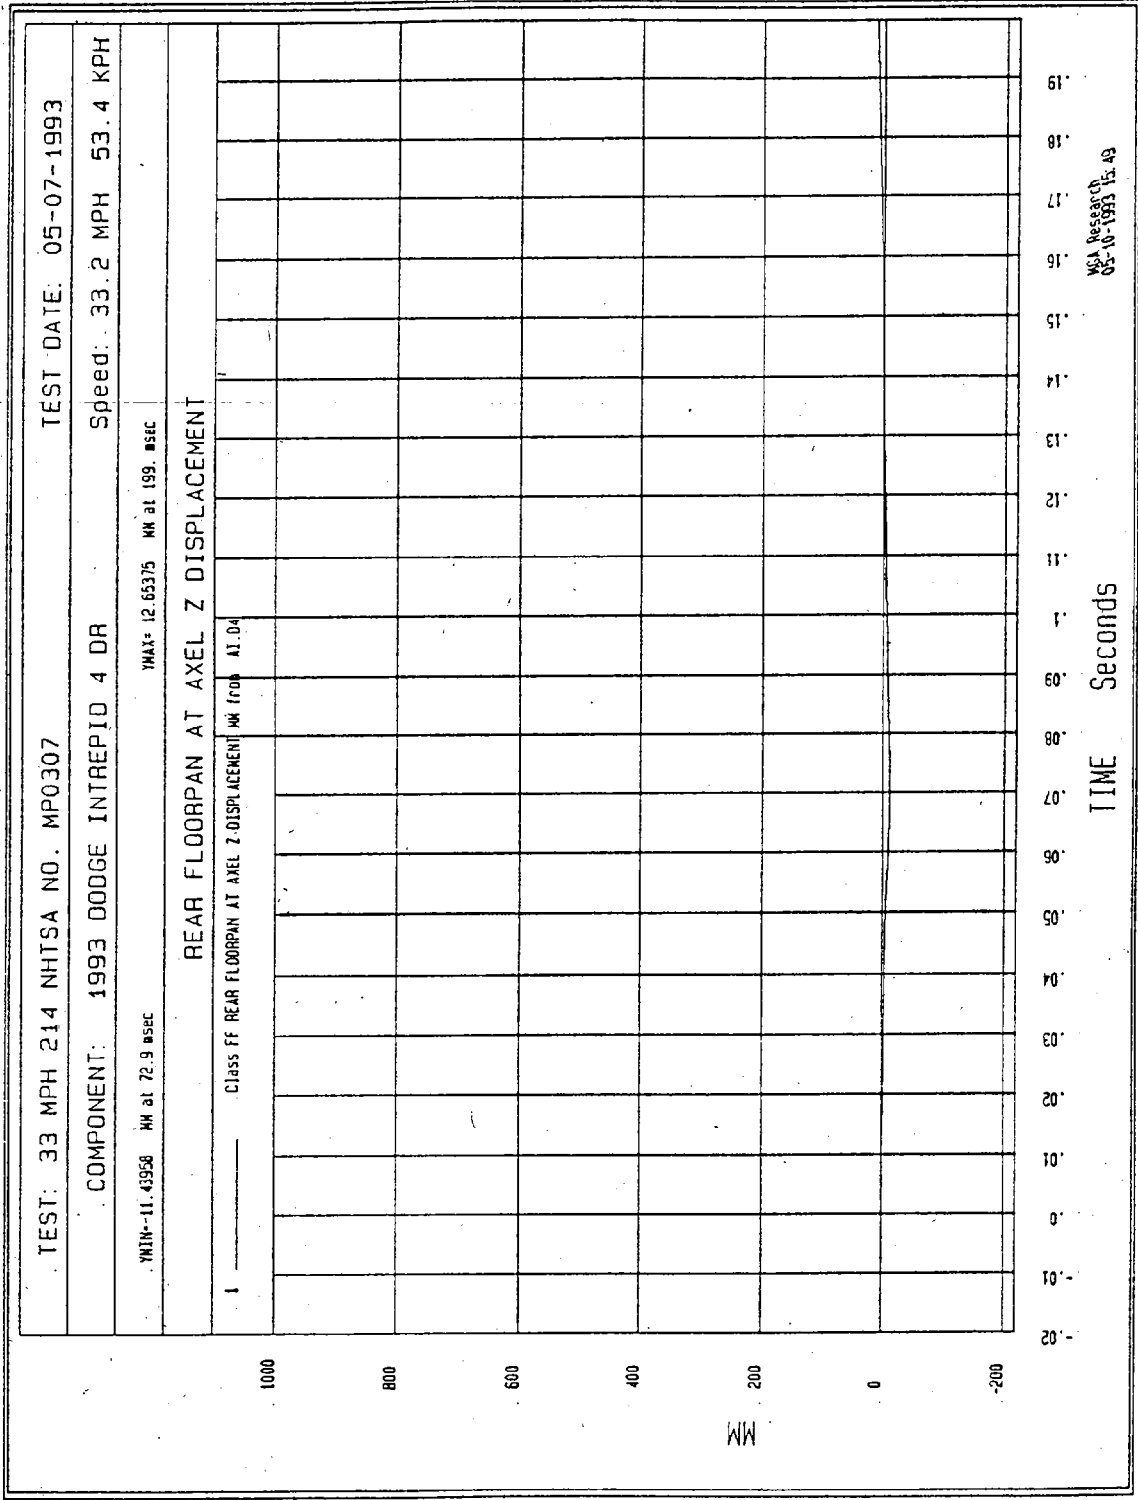 TEST: 33 MPH 214 NHTSA NO. MP0307 TEST DATE: 05-07-1993
COMPONENT: 1993 DODGE INTREPID 4 DR Speed: 33.2 MPH 53.4 KPH
YMIN=-11.43958 MM at 72.9 msec YMAX= 12.65375 MM at 199. msec
REAR FLOORPAN AT AXEL Z DISPLACEMENT
1 Class FF REAR FLOORPAN AT AXEL Z-DISPLACEMENT MM from A1.04
1000
800
600
400
200
0
-200
MM
-.02 -.01 0. .01 .02 .03 .04 .05 .06 .07 .08 .09 .1 .11 .12 .13 .14 .15 .16 .17 .18 .19
TIME Seconds
MGA Research
05-10-1993 15:49